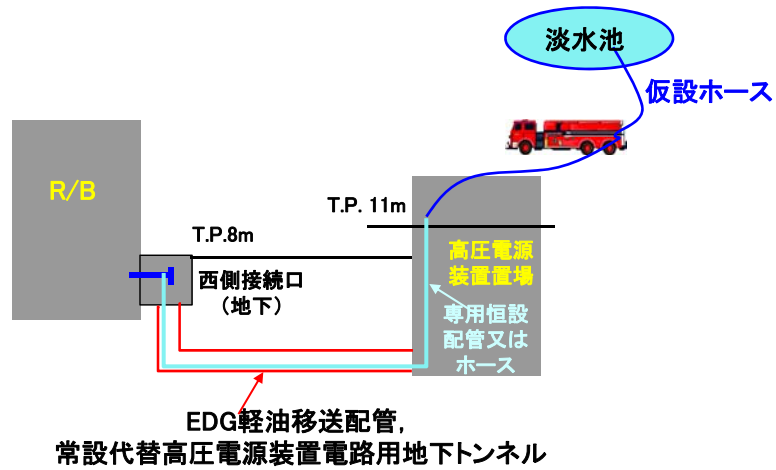 淡水池
仮設ホース
R/B
T.P. 11m
T.P.8m
高圧電源
装置置場
西側接続口
（地下）
専用恒設
配管又は
ホース
EDG軽油移送配管，
常設代替高圧電源装置電路用地下トンネル